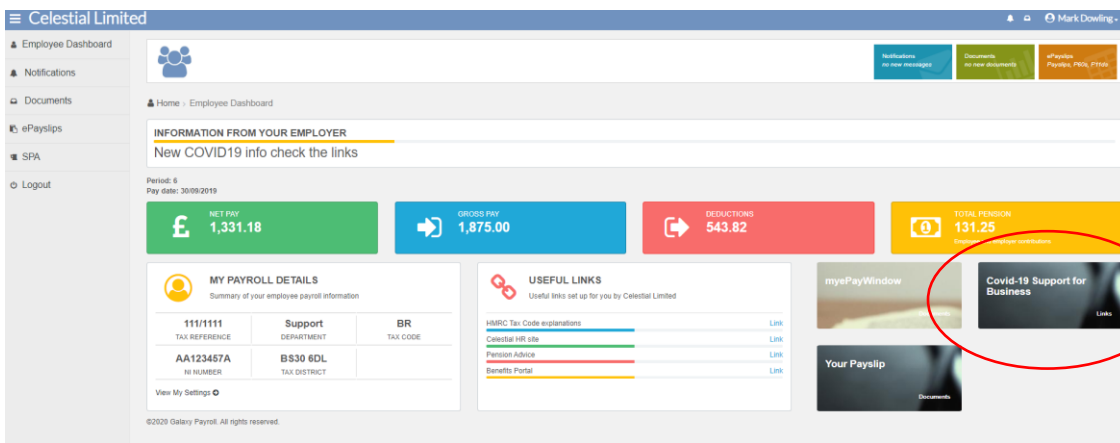 Celestial Limited
Mark Dowling
Employee Dashboard
Notifications
Documents
ePayslips
SPA
Logout
Notifications
no new messages
Documents
no new documents
ePayslips
Payslips, P60s, P11ds
Home > Employee Dashboard
INFORMATION FROM YOUR EMPLOYER
New COVID19 info check the links
Period: 6
Pay date: 30/09/2019
£
NET PAY
1,331.18
GROSS PAY
1,875.00
DEDUCTIONS
543.82
1
TOTAL PENSION
131.25
Employee employer contributions
MY PAYROLL DETAILS
Summary of your employee payroll information
111/1111
TAX REFERENCE
Support
DEPARTMENT
BR
TAX CODE
AA123457A
NI NUMBER
BS30 6DL
TAX DISTRICT
View My Settings
USEFUL LINKS
Useful links set up for you by Celestial Limited
HMRC Tax Code explanations Link
Celestial HR site Link
Pension Advice Link
Benefits Portal Link
myePayWindow
Documents
Covid-19 Support for
Business
Links
Your Payslip
Documents
©2020 Galaxy Payroll. All rights reserved.